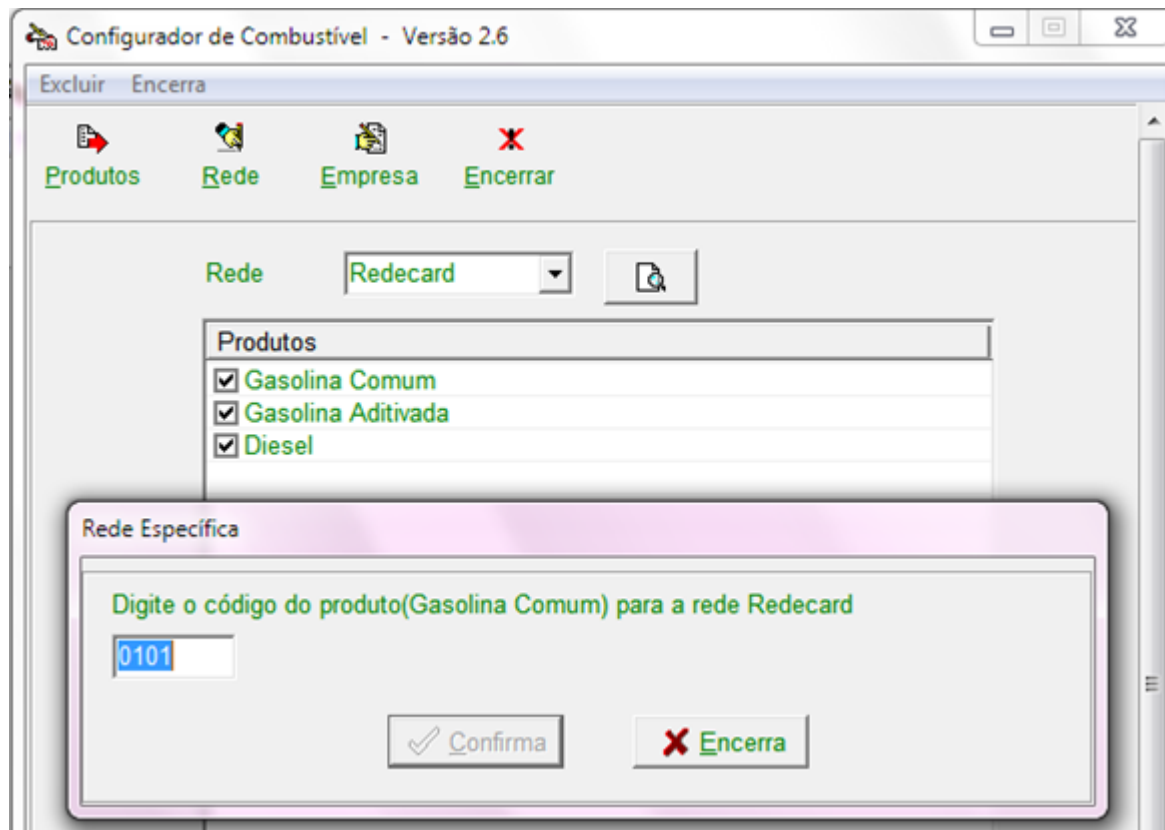 Configurador de Combustível - Versão 2.6
Excluir Encerra
Produtos Rede Empresa Encerrar
Rede Redecard
Produtos
Gasolina Comum
Gasolina Aditivada
Diesel
Rede Específica
Digite o código do produto(Gasolina Comum) para a rede Redecard
0101
Confirma Encerra